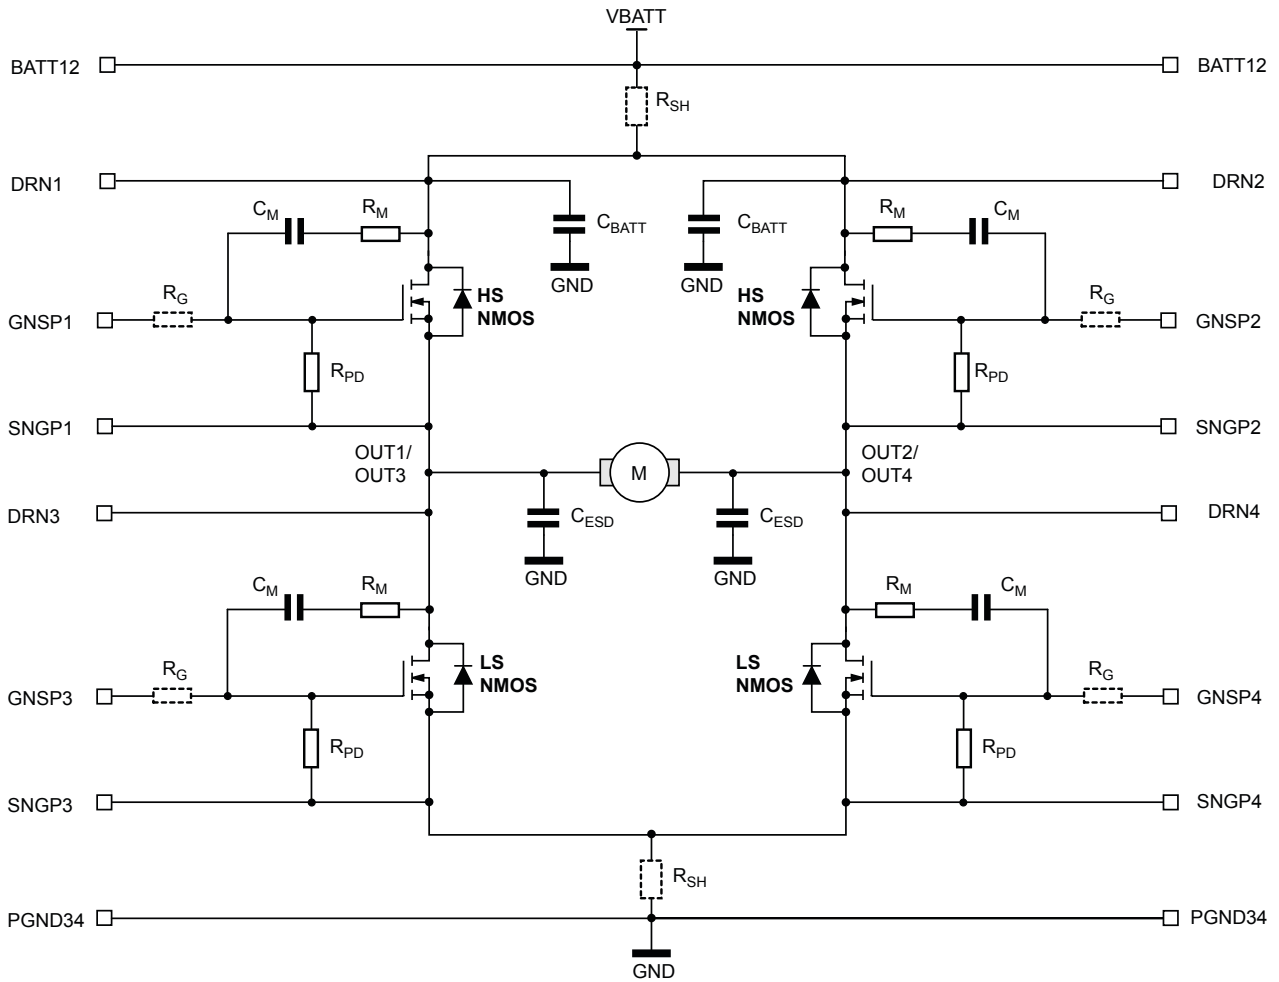 VBATT
BATT12
BATT12
RSH
DRN1
DRN2
CM
RM
CBATT
CBATT
RM
CM
GND
GND
HS
NMOS
HS
NMOS
RG
RG
GNSP1
GNSP2
RPD
RPD
SNGP1
SNGP2
OUT1/
OUT3
M
OUT2/
OUT4
DRN3
CESD
CESD
DRN4
GND
GND
CM
RM
RM
CM
LS
NMOS
LS
NMOS
RG
RG
GNSP3
GNSP4
RPD
RPD
SNGP3
SNGP4
RSH
PGND34
PGND34
GND